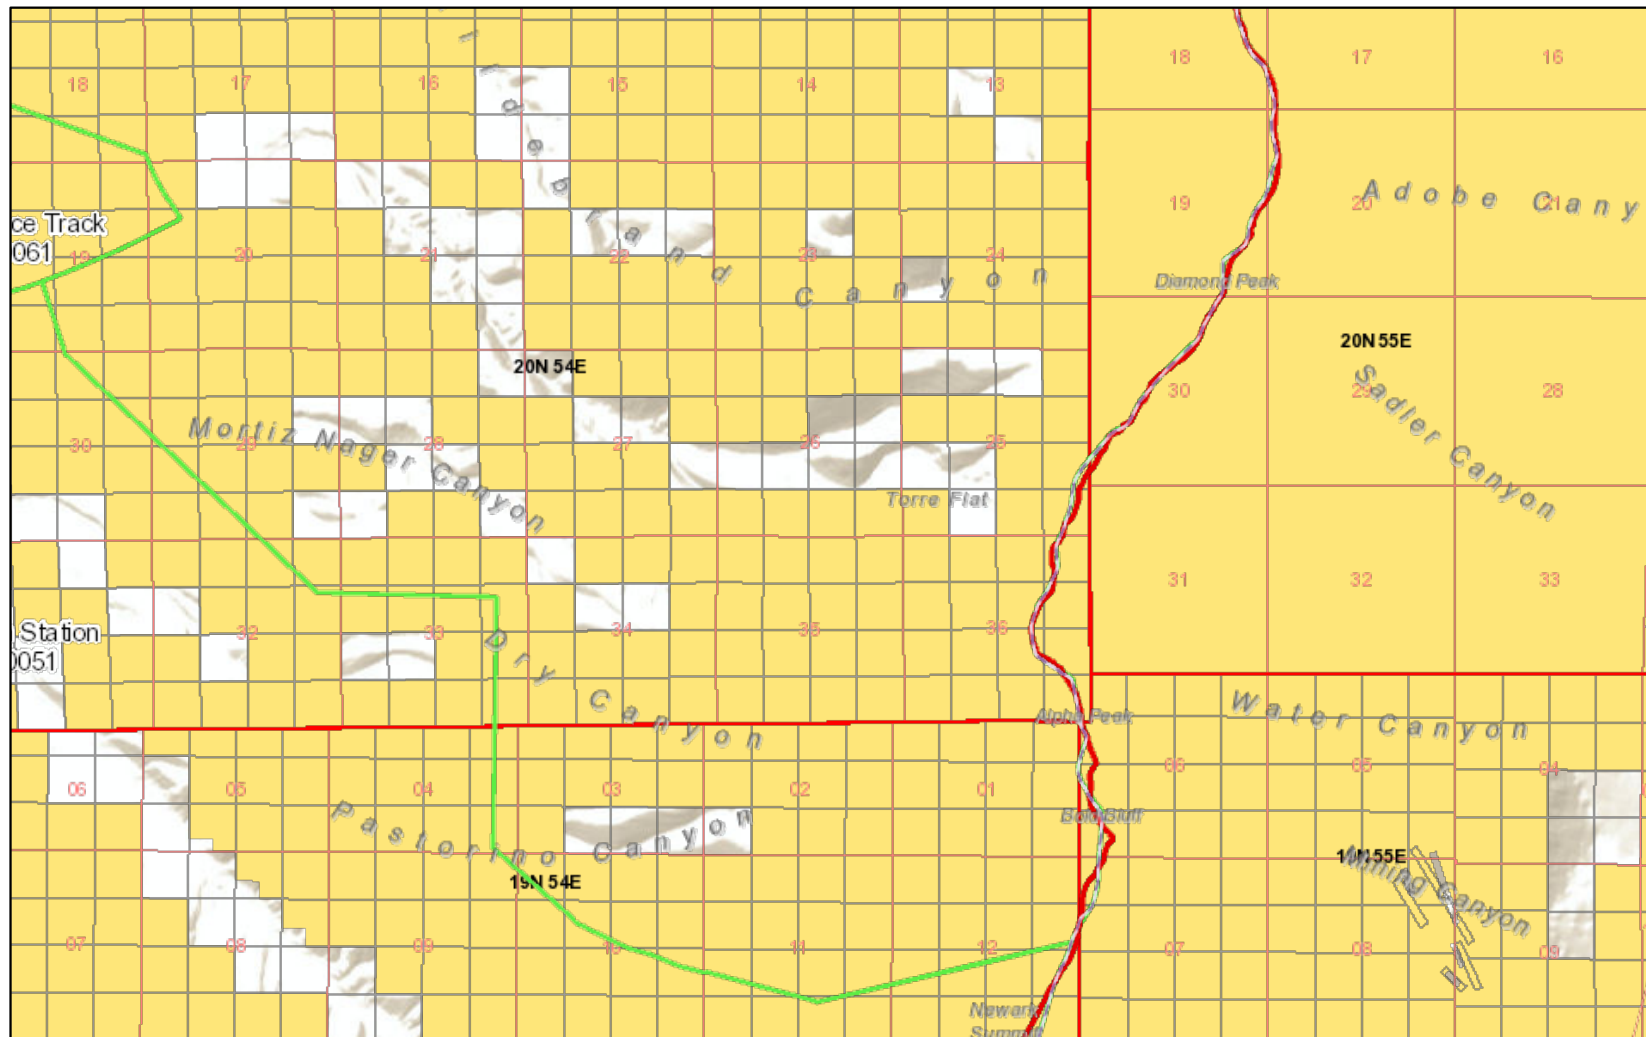 18 17 16 15 14 13 18 17 16
19 20 21 22 23 24 19 20 21
Canyon
Adobe Cany
ce Track
061
Diamond Peak
20N 54E
20N 55E
30 29 28 27 26 25 30 29 28
Mortiz Nager Canyon
Sadler Canyon
Torre Flat
32 33 34 35 36 31 32 33
Station
0051
Dry Canyon
Alpha Peak
Water Canyon
06 05 04 03 02 01 06 05 04
Pastorino Canyon
Bold Bluff
19N 54E
19N 55E
Canyon
07 08 09 10 11 12 07 08 09
Newark
Summit